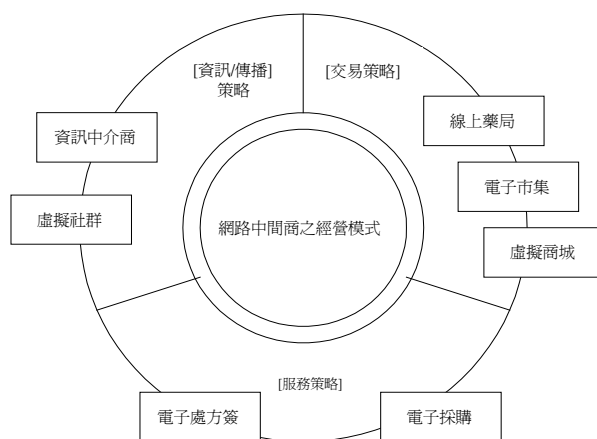 [資訊/傳播]
策略
[交易策略]
線上藥局
資訊中介商
電子市集
虛擬社群
網路中間商之經營模式
虛擬商城
[服務策略]
電子處方簽
電子採購